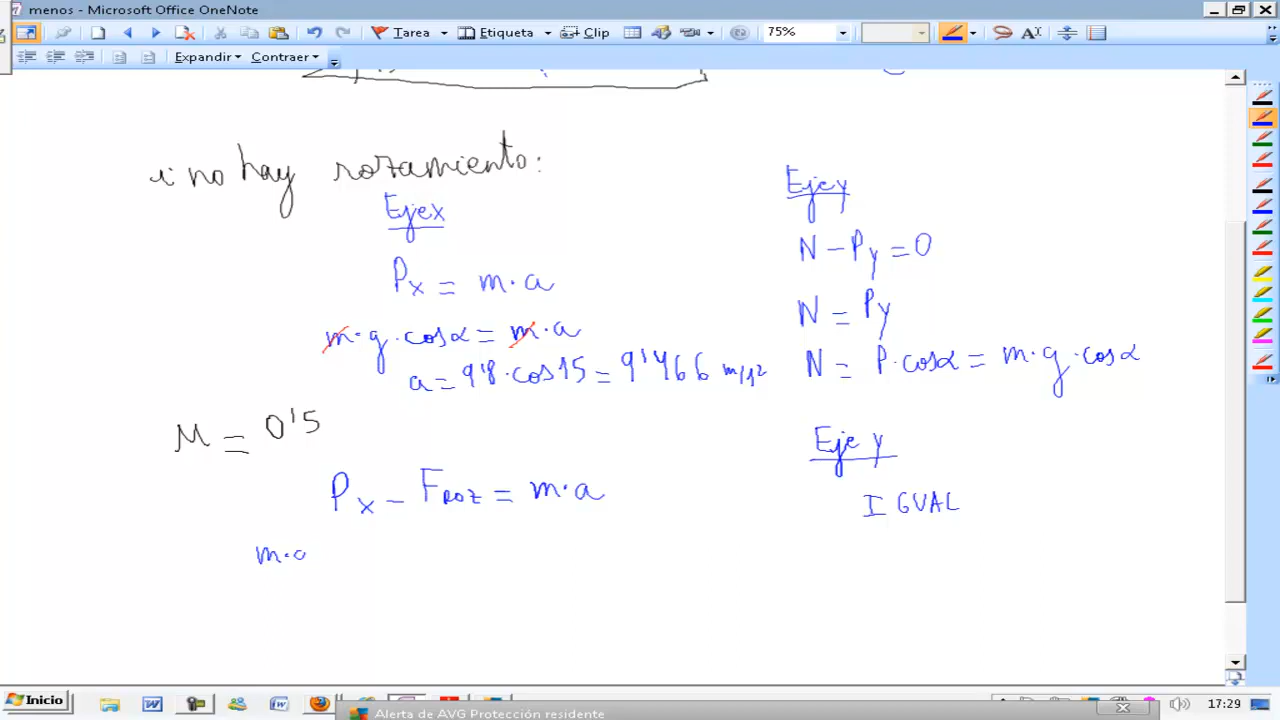 menos - Microsoft Office OneNote
Tarea Etiqueta Clip 75%
Expandir Contraer
i no hay rozamiento:
Eje x
Px = m·a
m·g·cosα = m·a
a = 9'8·cos15 = 9'466 m/s²
Eje y
N - Py = 0
N = Py
N = P·cosα = m·g·cosα
M = 0'5
Px - FROZ = m·a
m·
Eje y
IGUAL
Inicio
Alerta de AVG Protección residente
17:29